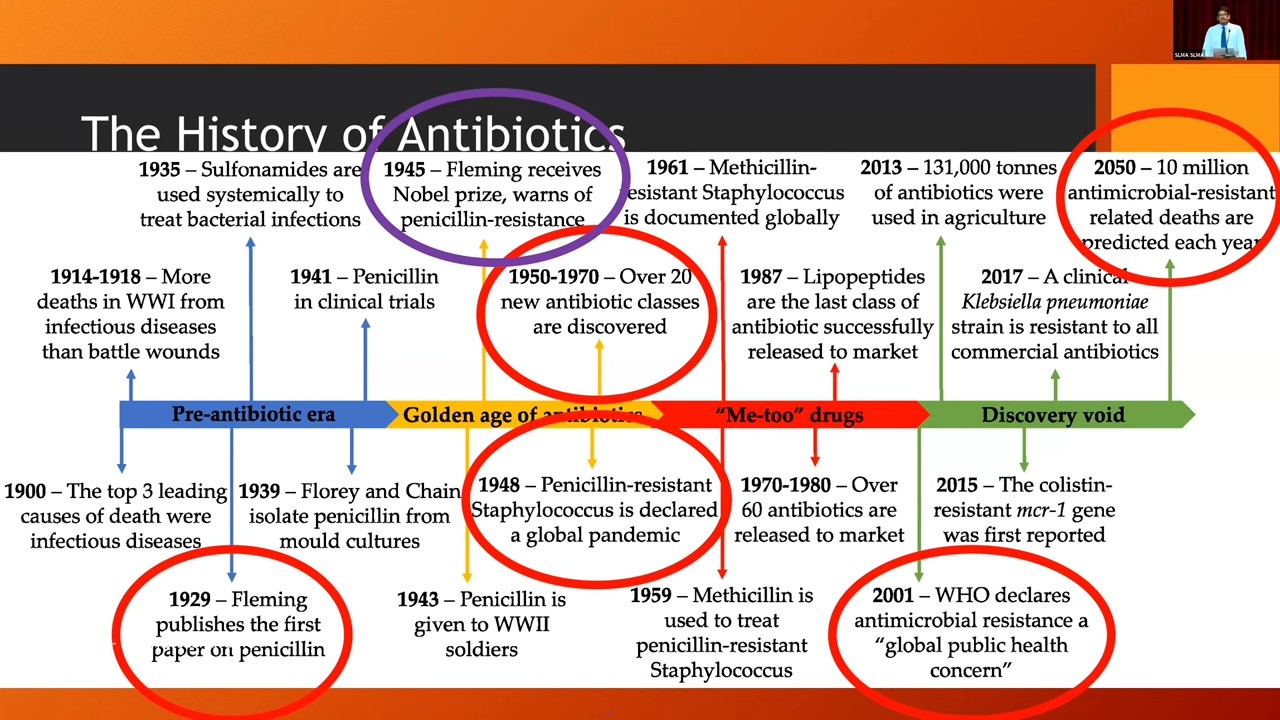 SLMA SLMA
The History of Antibiotics
1935 – Sulfonamides are
used systemically to
treat bacterial infections
1945 – Fleming receives
Nobel prize, warns of
penicillin-resistance
1961 – Methicillin-
resistant Staphylococcus
is documented globally
2013 – 131,000 tonnes
of antibiotics were
used in agriculture
2050 – 10 million
antimicrobial-resistant
related deaths are
predicted each year
1914-1918 – More
deaths in WWI from
infectious diseases
than battle wounds
1941 – Penicillin
in clinical trials
1950-1970 – Over 20
new antibiotic classes
are discovered
1987 – Lipopeptides
are the last class of
antibiotic successfully
released to market
2017 – A clinical
Klebsiella pneumoniae
strain is resistant to all
commercial antibiotics
Pre-antibiotic era
Golden age of antibiotics
“Me-too” drugs
Discovery void
1900 – The top 3 leading
causes of death were
infectious diseases
1939 – Florey and Chain
isolate penicillin from
mould cultures
1948 – Penicillin-resistant
Staphylococcus is declared
a global pandemic
1970-1980 – Over
60 antibiotics are
released to market
2015 – The colistin-
resistant mcr-1 gene
was first reported
1929 – Fleming
publishes the first
paper on penicillin
1943 – Penicillin is
given to WWII
soldiers
1959 – Methicillin is
used to treat
penicillin-resistant
Staphylococcus
2001 – WHO declares
antimicrobial resistance a
“global public health
concern”